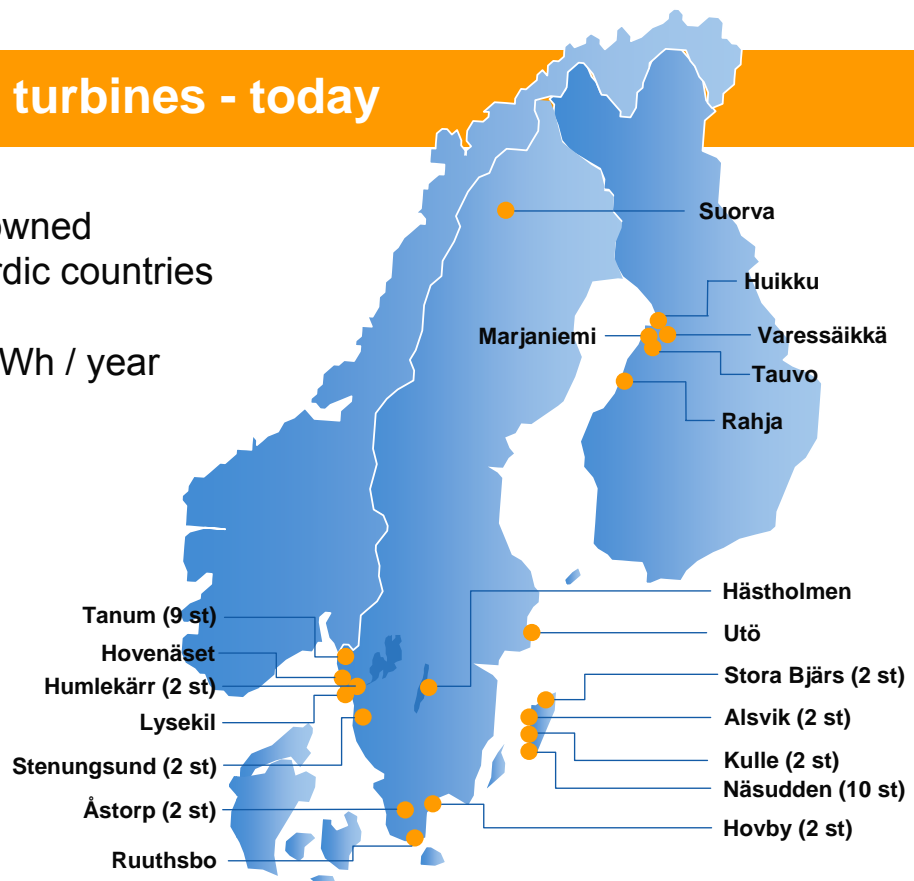 turbines - today
owned
rdic countries
Wh / year
Suorva
Huikku
Marjaniemi
Varessäikkä
Tauvo
Rahja
Tanum (9 st)
Hovenäset
Humlekärr (2 st)
Lysekil
Stenungsund (2 st)
Åstorp (2 st)
Ruuthsbo
Hästholmen
Utö
Stora Bjärs (2 st)
Alsvik (2 st)
Kulle (2 st)
Näsudden (10 st)
Hovby (2 st)